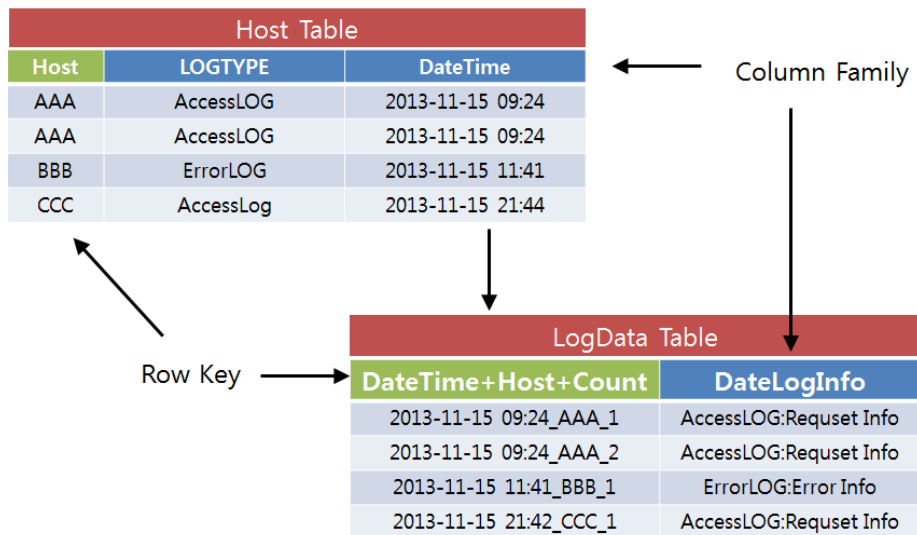 Host Table
Host LOGTYPE DateTime
AAA AccessLOG 2013-11-15 09:24
AAA AccessLOG 2013-11-15 09:24
BBB ErrorLOG 2013-11-15 11:41
CCC AccessLog 2013-11-15 21:44
Column Family
Row Key
LogData Table
DateTime+Host+Count DateLogInfo
2013-11-15 09:24_AAA_1 AccessLOG:Requset Info
2013-11-15 09:24_AAA_2 AccessLOG:Requset Info
2013-11-15 11:41_BBB_1 ErrorLOG:Error Info
2013-11-15 21:42_CCC_1 AccessLOG:Requset Info